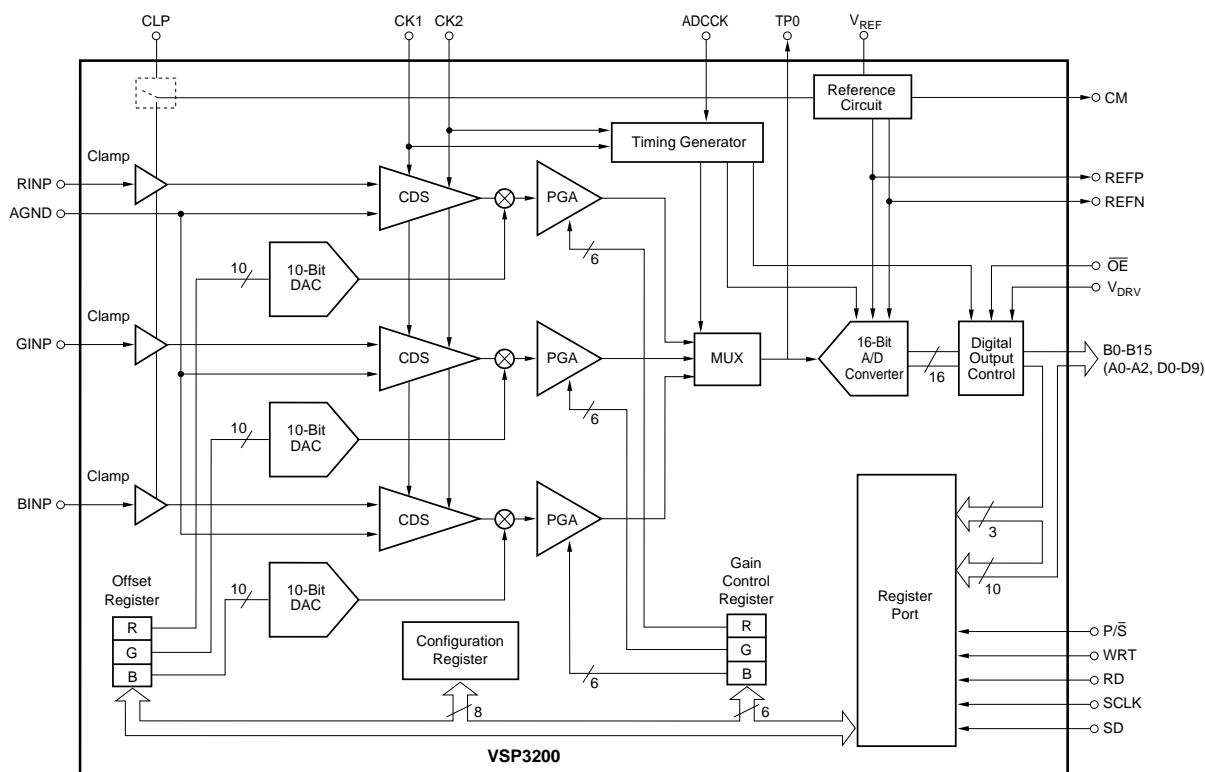 CLP
CK1
CK2
ADCCK
TP0
VREF
Reference
Circuit
CM
Clamp
Timing Generator
RINP
CDS
PGA
REFP
AGND
REFN
6
10
10-Bit
DAC
OE
VDRV
Clamp
GINP
CDS
PGA
MUX
16-Bit
A/D
Converter
16
Digital
Output
Control
B0-B15
(A0-A2, D0-D9)
6
10
10-Bit
DAC
Clamp
BINP
CDS
PGA
3
10
Offset
Register
10
10-Bit
DAC
Gain
Control
Register
Register
Port
R
G
B
Configuration
Register
R
G
B
6
P/S
WRT
RD
SCLK
SD
8
6
VSP3200